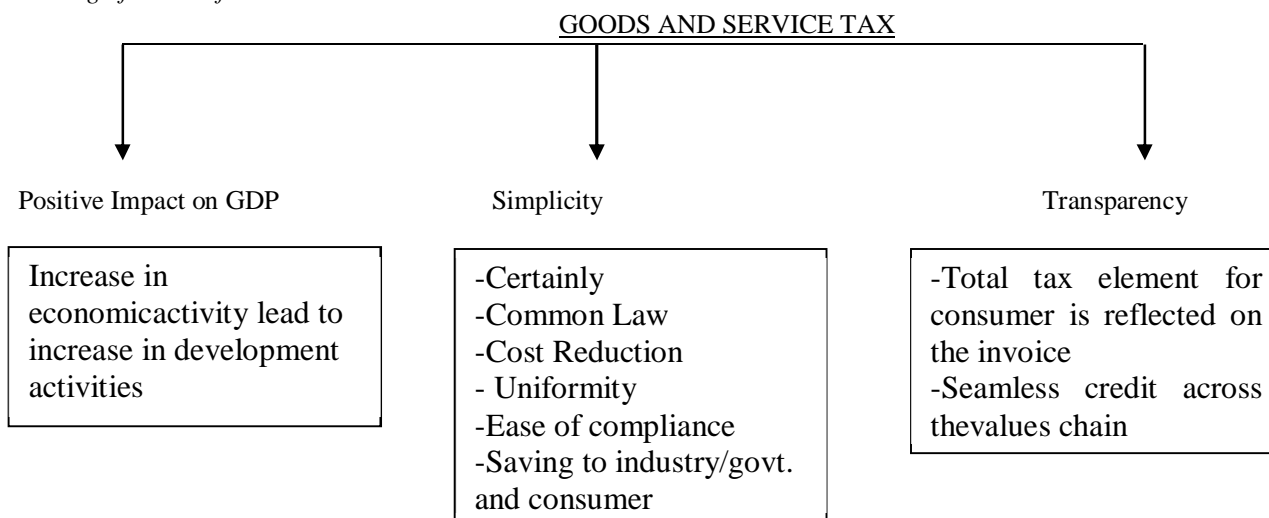 GOODS AND SERVICE TAX
Positive Impact on GDP
Simplicity
Transparency
Increase in
economicactivity lead to
increase in development
activities
-Certainly
-Common Law
-Cost Reduction
- Uniformity
-Ease of compliance
-Saving to industry/govt.
and consumer
-Total tax element for
consumer is reflected on
the invoice
-Seamless credit across
thevalues chain